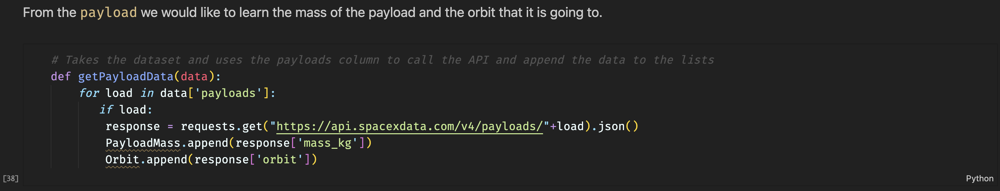 From the payload we would like to learn the mass of the payload and the orbit that it is going to.
# Takes the dataset and uses the payloads column to call the API and append the data to the lists
def getPayloadData(data):
    for load in data['payloads']:
       if load:
        response = requests.get("https://api.spacexdata.com/v4/payloads/"+load).json()
        PayloadMass.append(response['mass_kg'])
        Orbit.append(response['orbit'])
[38]
Python